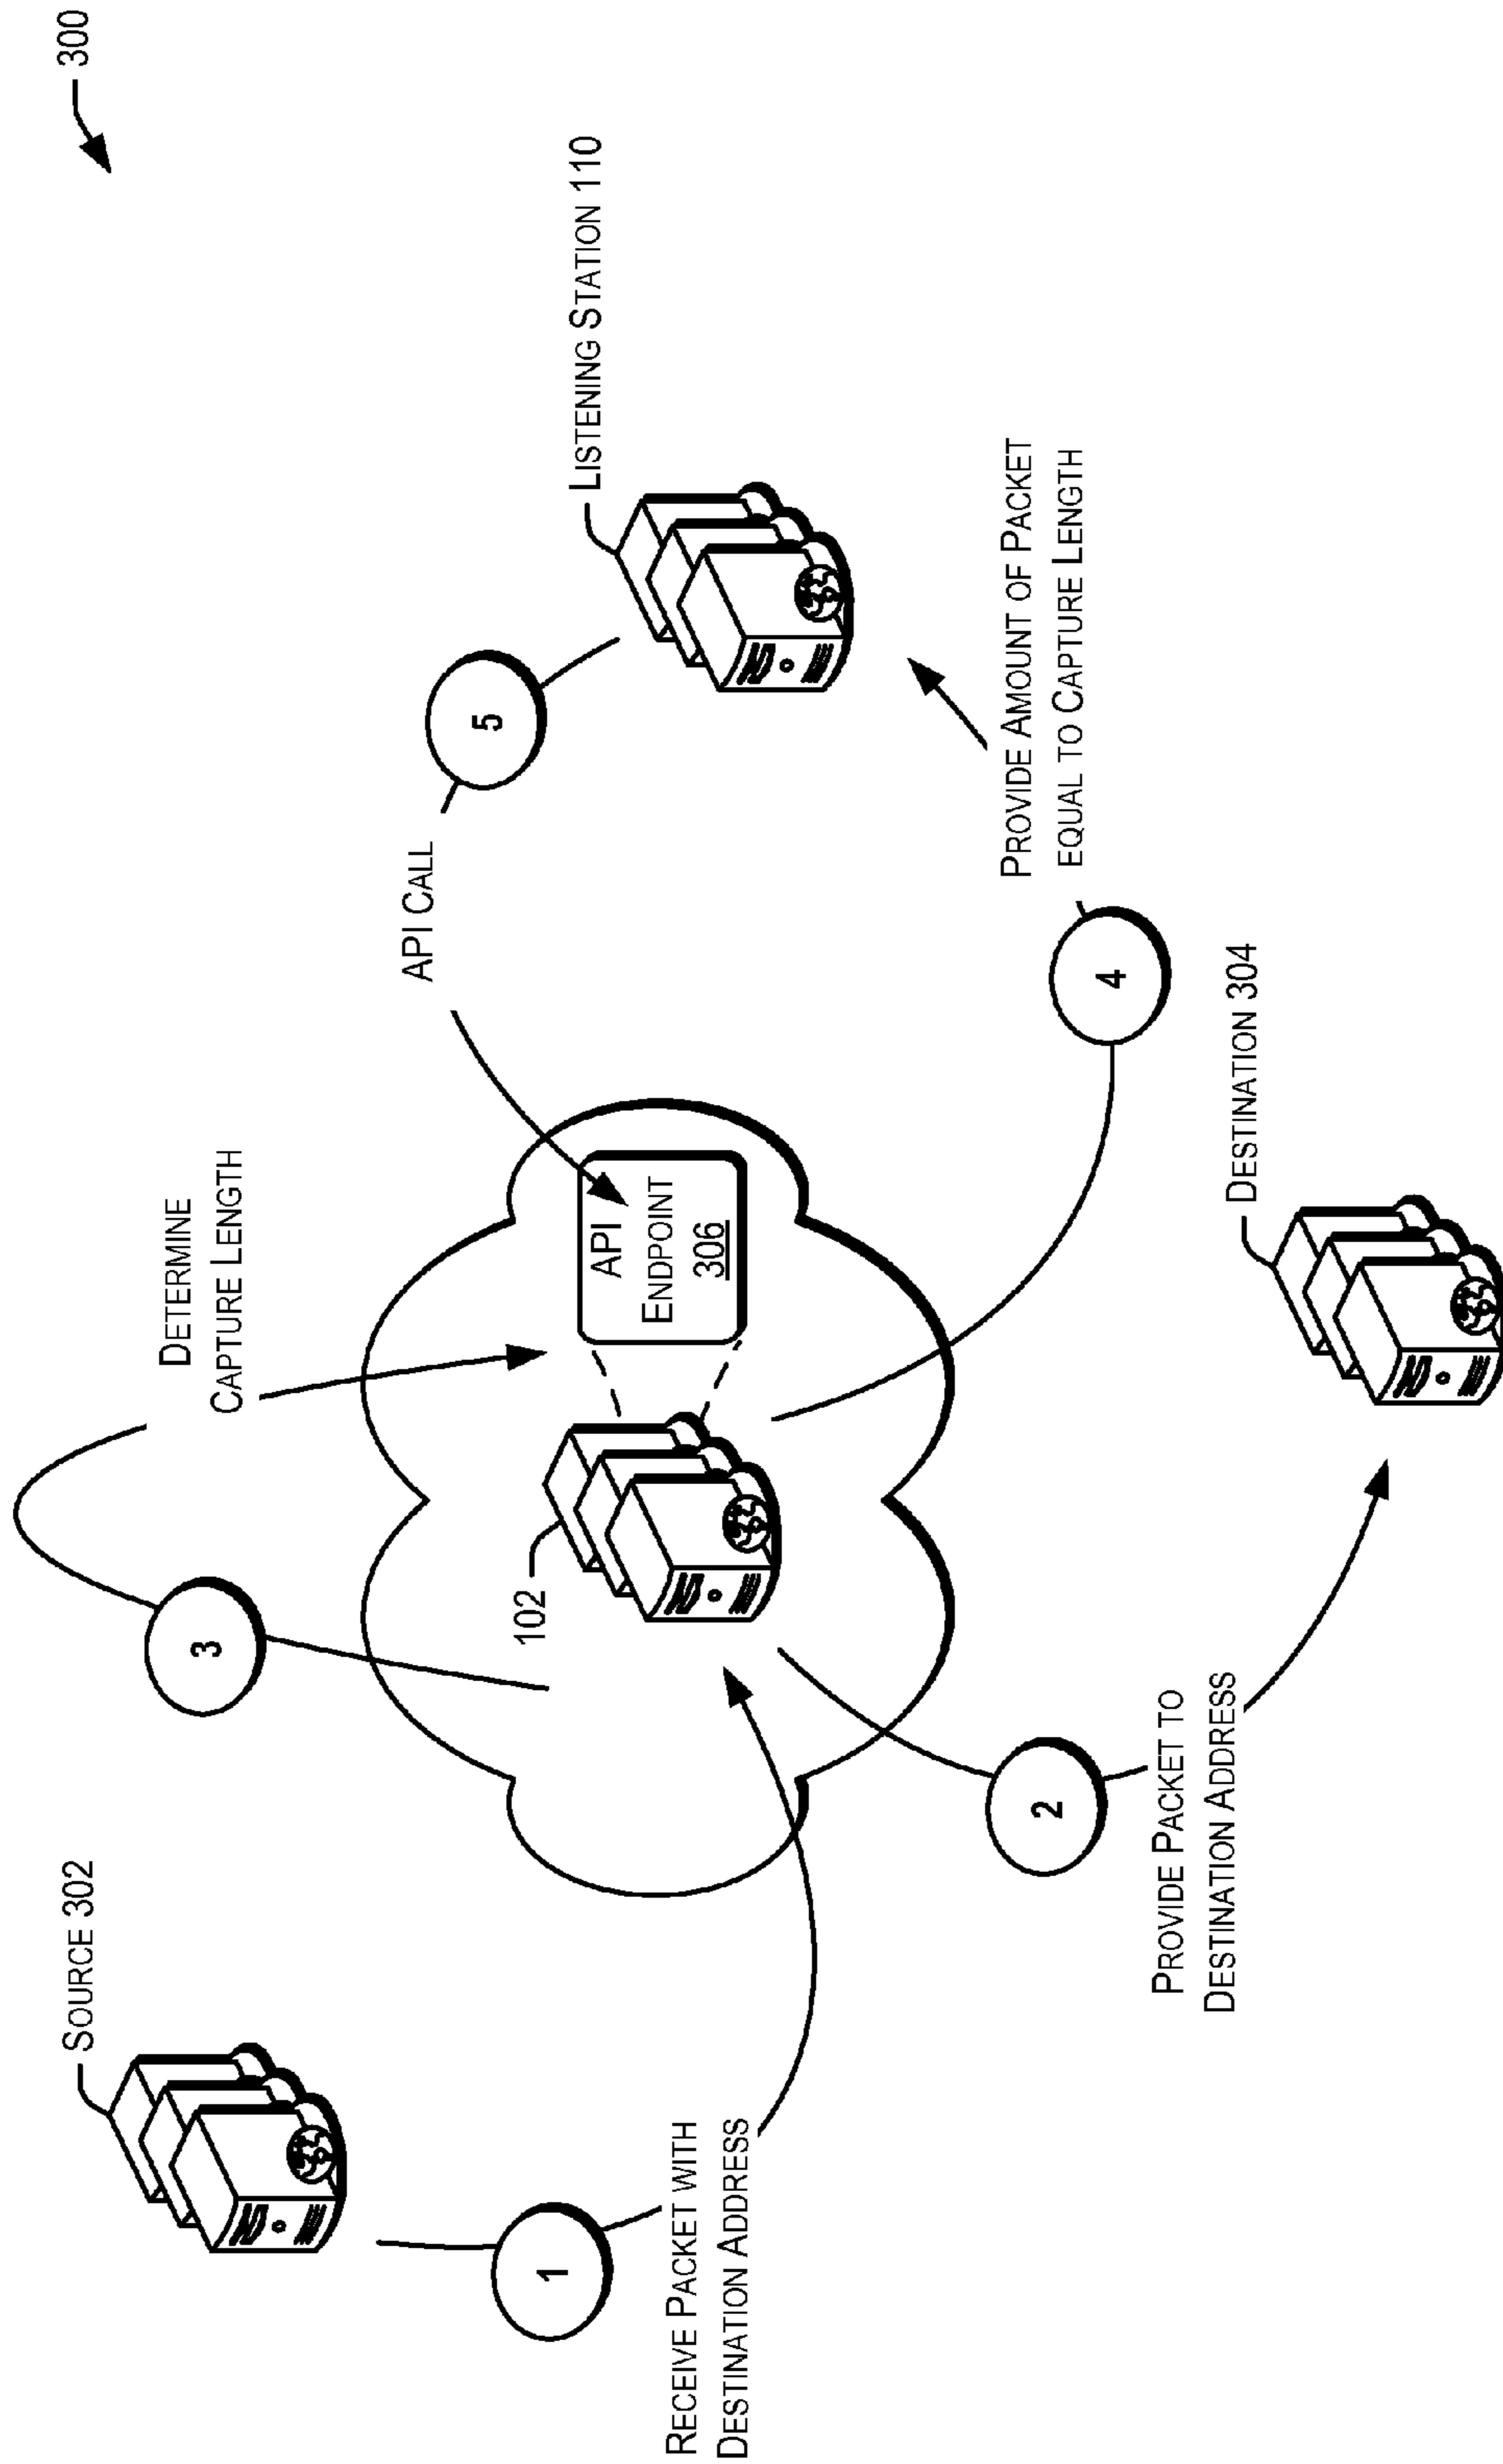 300
SOURCE 302
1
RECEIVE PACKET WITH
DESTINATION ADDRESS
3
DETERMINE
CAPTURE LENGTH
102
API
ENDPOINT
306
API CALL
5
LISTENING STATION 110
2
PROVIDE PACKET TO
DESTINATION ADDRESS
4
PROVIDE AMOUNT OF PACKET
EQUAL TO CAPTURE LENGTH
DESTINATION 304